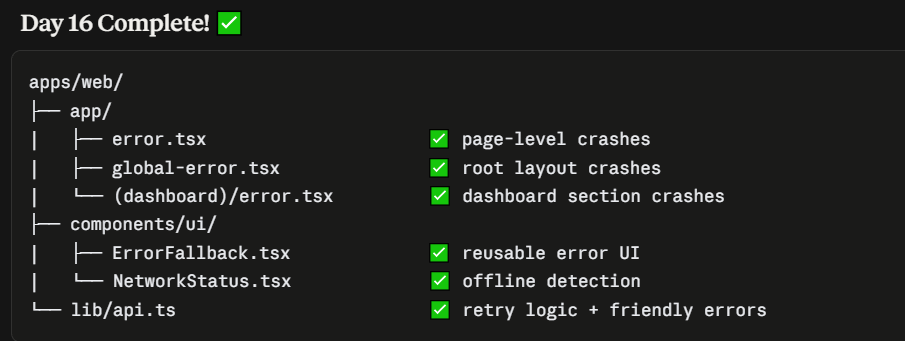 Day 16 Complete! ✅
apps/web/
├── app/
│   ├── error.tsx                  ✅ page-level crashes
│   ├── global-error.tsx           ✅ root layout crashes
│   └── (dashboard)/error.tsx      ✅ dashboard section crashes
├── components/ui/
│   ├── ErrorFallback.tsx          ✅ reusable error UI
│   └── NetworkStatus.tsx          ✅ offline detection
└── lib/api.ts                     ✅ retry logic + friendly errors